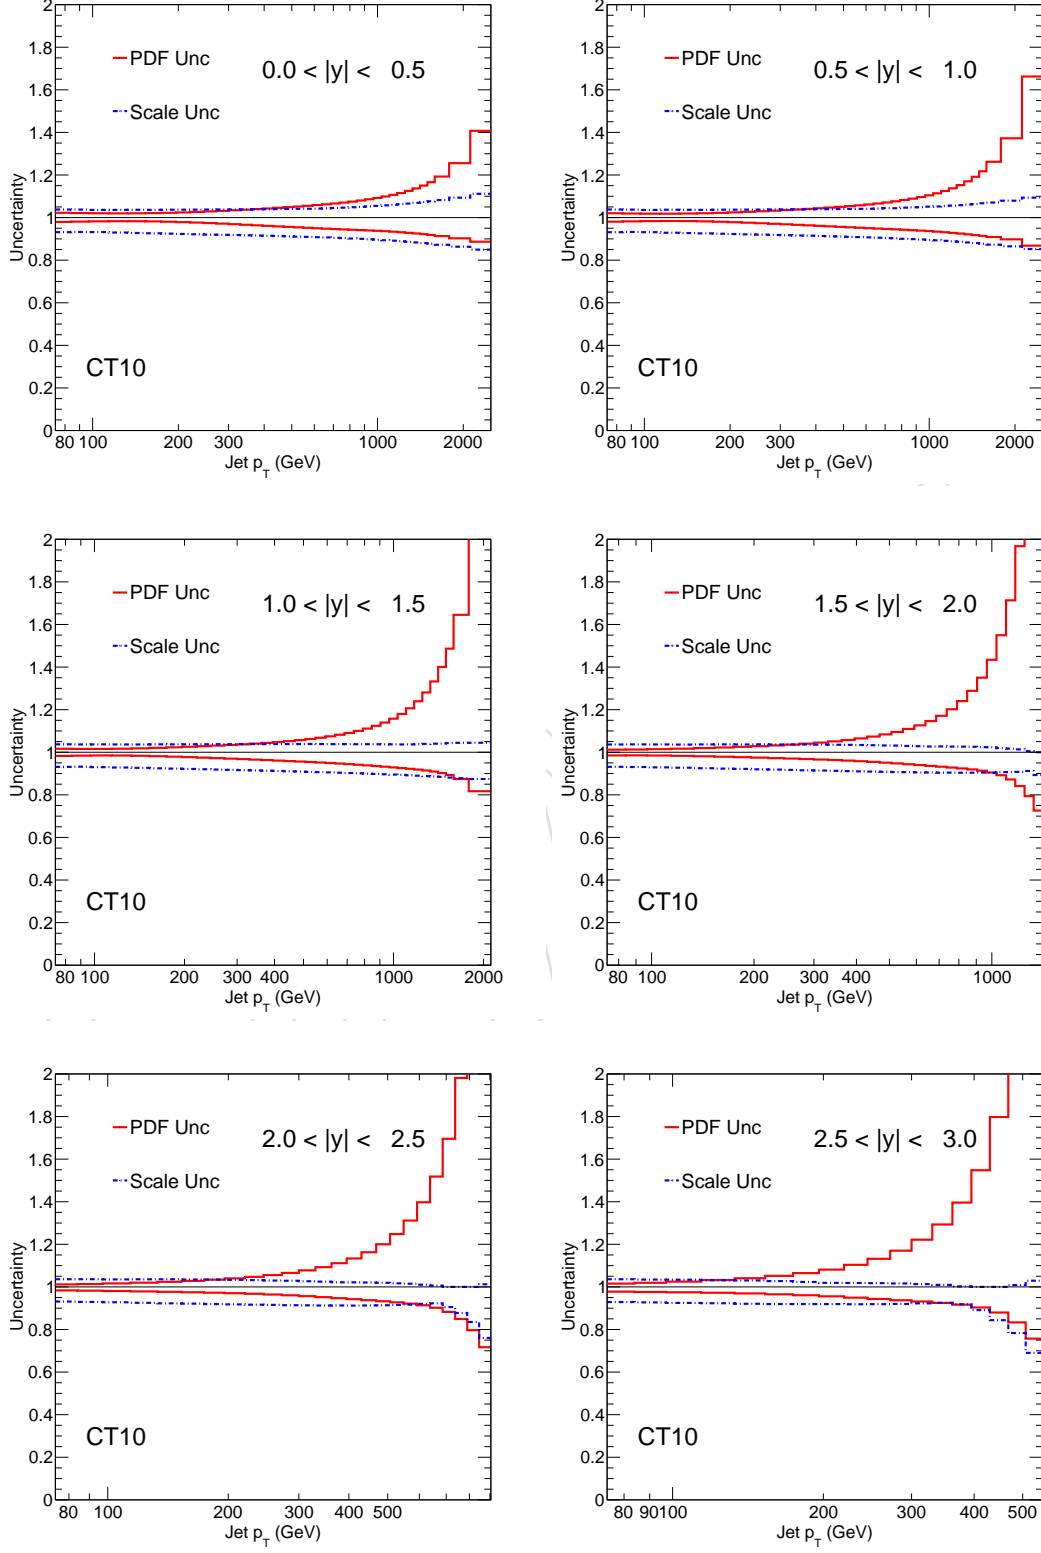 2
1.8
1.6
1.4
1.2
1
0.8
0.6
0.4
0.2
0
Uncertainty
PDF Unc
Scale Unc
0.0 < |y| < 0.5
CT10
80 100 200 300 1000 2000
Jet p_T (GeV)
2
1.8
1.6
1.4
1.2
1
0.8
0.6
0.4
0.2
0
Uncertainty
PDF Unc
Scale Unc
0.5 < |y| < 1.0
CT10
80 100 200 300 1000 2000
Jet p_T (GeV)
2
1.8
1.6
1.4
1.2
1
0.8
0.6
0.4
0.2
0
Uncertainty
PDF Unc
Scale Unc
1.0 < |y| < 1.5
CT10
80 100 200 300 400 1000 2000
Jet p_T (GeV)
2
1.8
1.6
1.4
1.2
1
0.8
0.6
0.4
0.2
0
Uncertainty
PDF Unc
Scale Unc
1.5 < |y| < 2.0
CT10
80 100 200 300 400 1000
Jet p_T (GeV)
2
1.8
1.6
1.4
1.2
1
0.8
0.6
0.4
0.2
0
Uncertainty
PDF Unc
Scale Unc
2.0 < |y| < 2.5
CT10
80 100 200 300 400 500
Jet p_T (GeV)
2
1.8
1.6
1.4
1.2
1
0.8
0.6
0.4
0.2
0
Uncertainty
PDF Unc
Scale Unc
2.5 < |y| < 3.0
CT10
80 90 100 200 300 400 500
Jet p_T (GeV)